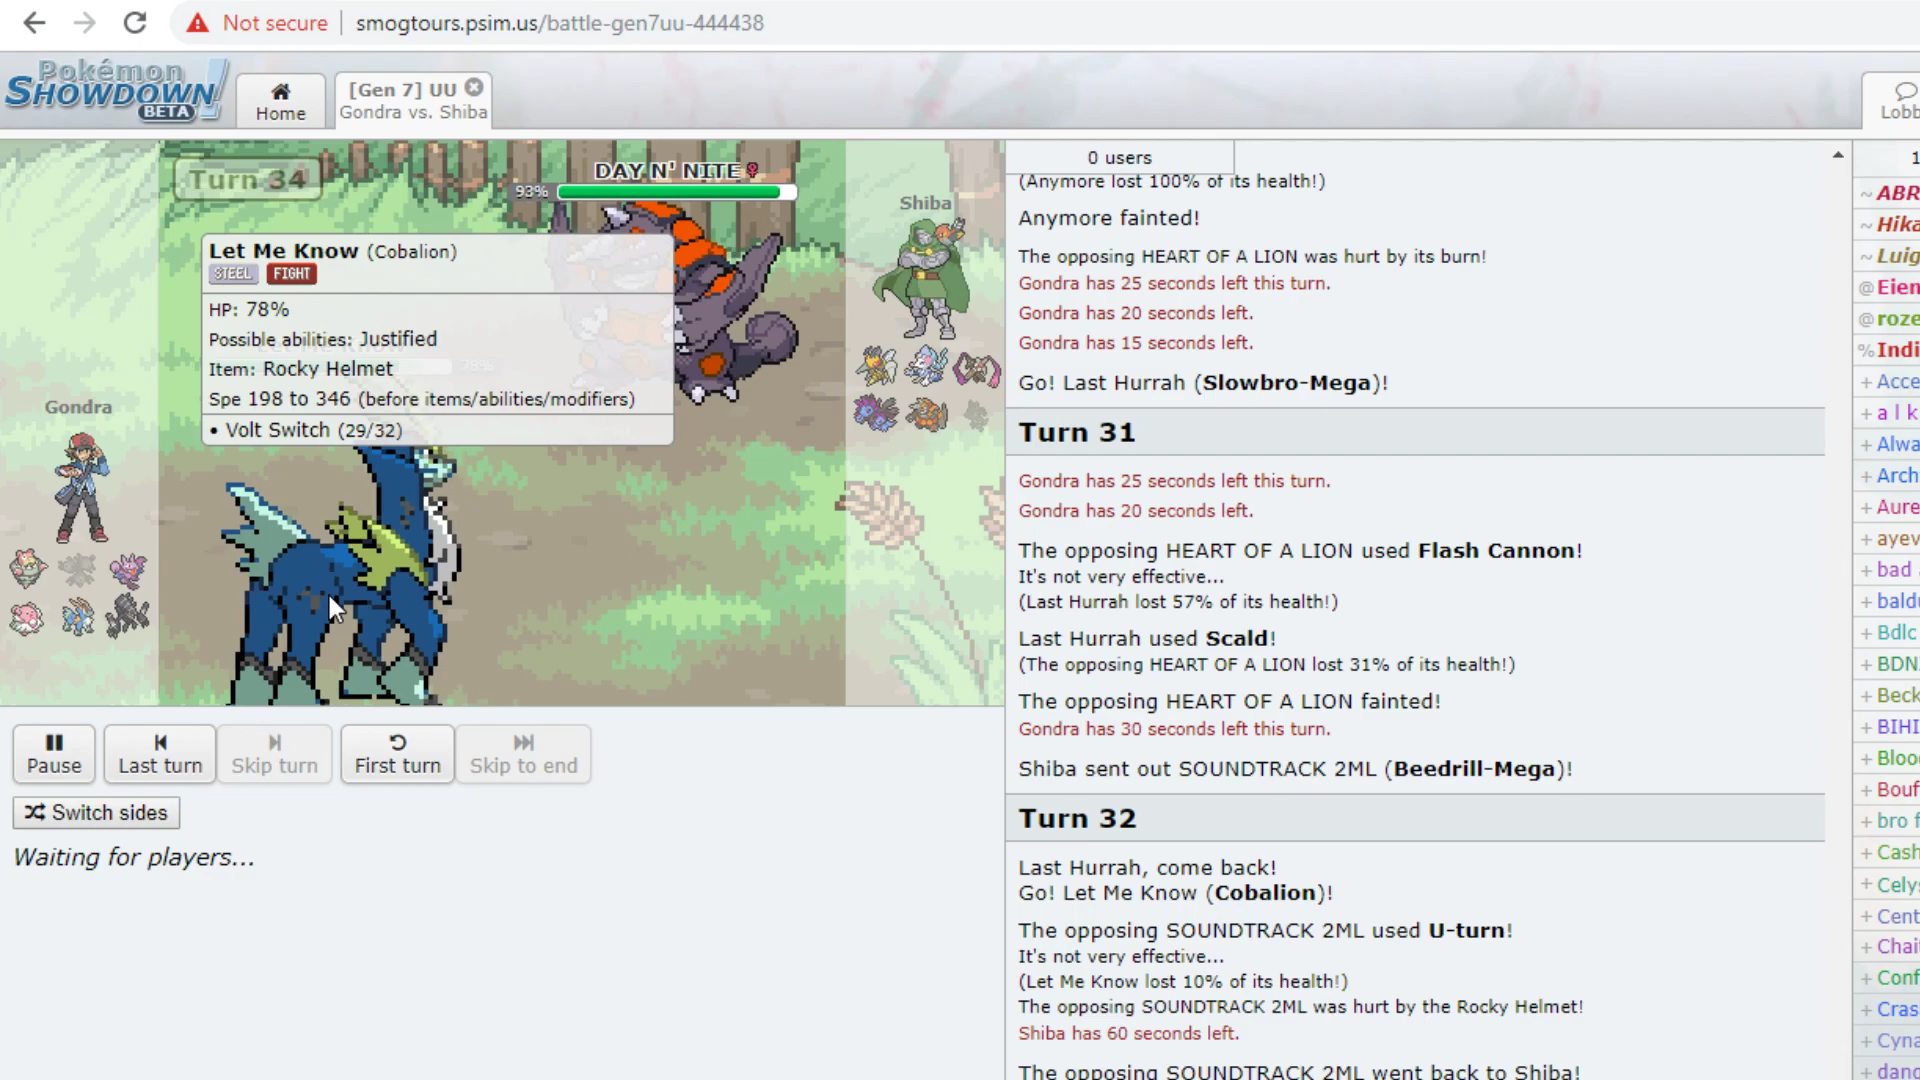 Not secure
smogtours.psim.us/battle-gen7uu-444438
Pokémon
SHOWDOWN!
BETA
Home
[Gen 7] UU
Gondra vs. Shiba
Lobb
Turn 34
DAY N' NITE
93%
Let Me Know (Cobalion)
STEEL FIGHT
HP: 78%
Possible abilities: Justified
Item: Rocky Helmet
Spe 198 to 346 (before items/abilities/modifiers)
• Volt Switch (29/32)
Gondra
Shiba
Pause
Last turn
Skip turn
First turn
Skip to end
Switch sides
Waiting for players...
0 users
(Anymore lost 100% of its health!)
Anymore fainted!
The opposing HEART OF A LION was hurt by its burn!
Gondra has 25 seconds left this turn.
Gondra has 20 seconds left.
Gondra has 15 seconds left.
Go! Last Hurrah (Slowbro-Mega)!
Turn 31
Gondra has 25 seconds left this turn.
Gondra has 20 seconds left.
The opposing HEART OF A LION used Flash Cannon!
It's not very effective...
(Last Hurrah lost 57% of its health!)
Last Hurrah used Scald!
(The opposing HEART OF A LION lost 31% of its health!)
The opposing HEART OF A LION fainted!
Gondra has 30 seconds left this turn.
Shiba sent out SOUNDTRACK 2ML (Beedrill-Mega)!
Turn 32
Last Hurrah, come back!
Go! Let Me Know (Cobalion)!
The opposing SOUNDTRACK 2ML used U-turn!
It's not very effective...
(Let Me Know lost 10% of its health!)
The opposing SOUNDTRACK 2ML was hurt by the Rocky Helmet!
Shiba has 60 seconds left.
The opposing SOUNDTRACK 2ML went back to Shiba!
1
~ ABR
~ Hika
~ Luig
@ Eien
@ roze
% Indi
+ Acce
+ a l k
+ Alwa
+ Arch
+ Aure
+ ayev
+ bad
+ bald
+ Bdlc
+ BDN
+ Beck
+ BIHI
+ Bloo
+ Bouf
+ bro f
+ Cash
+ Cely
+ Cent
+ Chai
+ Conf
+ Cras
+ Cyna
+ danc